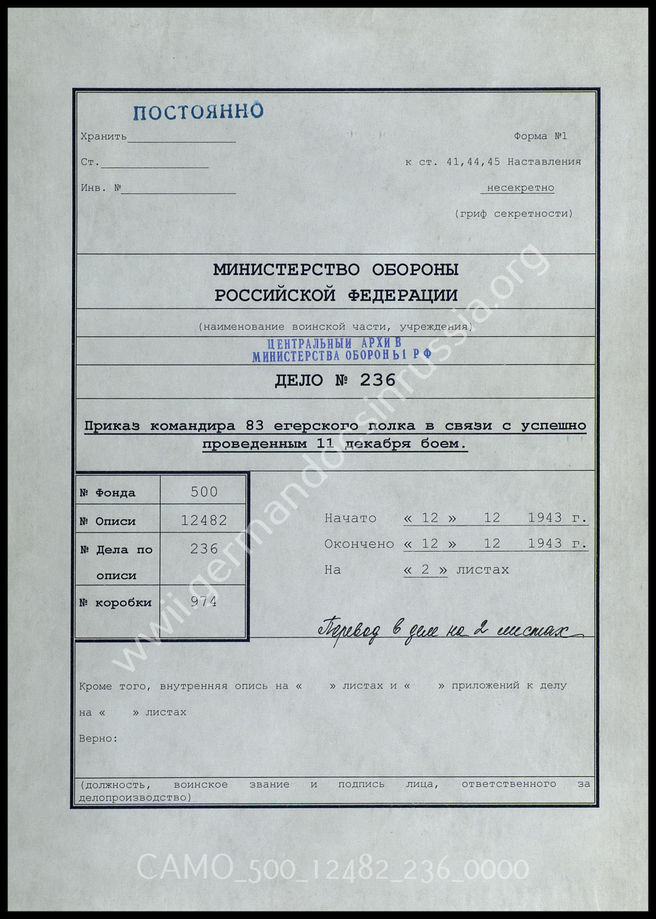 ПОСТОЯННО
Хранить
Форма №1
Ст.
к ст. 41,44,45 Наставления
Инв. №
несекретно
(гриф секретности)
МИНИСТЕРСТВО ОБОРОНЫ
РОССИЙСКОЙ ФЕДЕРАЦИИ
(наименование воинской части, учреждения)
ЦЕНТРАЛЬНЫЙ АРХИВ
МИНИСТЕРСТВА ОБОРОНЫ РФ
ДЕЛО № 236
Приказ командира 83 егерского полка в связи с успешно
проведенным 11 декабря боем.
№ Фонда 500
№ Описи 12482
№ Дела по 236
описи
№ коробки 974
Начато « 12 » 12 1943 г.
Окончено « 12 » 12 1943 г.
На « 2 » листах
Перевод в деле на 2 листах
Кроме того, внутренняя опись на « » листах и « » приложений к делу
на « » листах
Верно:
(должность, воинское звание и подпись лица, ответственного за
делопроизводство)
www.germandocsinrussia.org
CAMO_500_12482_236_0000